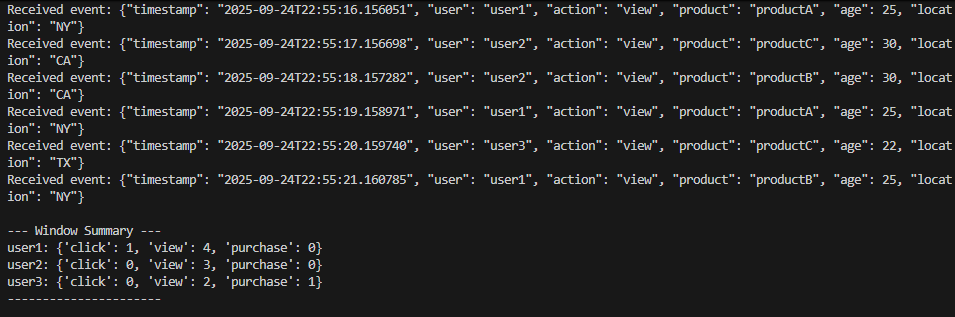 Received event: {"timestamp": "2025-09-24T22:55:16.156051", "user": "user1", "action": "view", "product": "productA", "age": 25, "locat
ion": "NY"}
Received event: {"timestamp": "2025-09-24T22:55:17.156698", "user": "user2", "action": "view", "product": "productC", "age": 30, "locat
ion": "CA"}
Received event: {"timestamp": "2025-09-24T22:55:18.157282", "user": "user2", "action": "view", "product": "productB", "age": 30, "locat
ion": "CA"}
Received event: {"timestamp": "2025-09-24T22:55:19.158971", "user": "user1", "action": "view", "product": "productA", "age": 25, "locat
ion": "NY"}
Received event: {"timestamp": "2025-09-24T22:55:20.159740", "user": "user3", "action": "view", "product": "productC", "age": 22, "locat
ion": "TX"}
Received event: {"timestamp": "2025-09-24T22:55:21.160785", "user": "user1", "action": "view", "product": "productB", "age": 25, "locat
ion": "NY"}
--- Window Summary ---
user1: {'click': 1, 'view': 4, 'purchase': 0}
user2: {'click': 0, 'view': 3, 'purchase': 0}
user3: {'click': 0, 'view': 2, 'purchase': 1}
----------------------